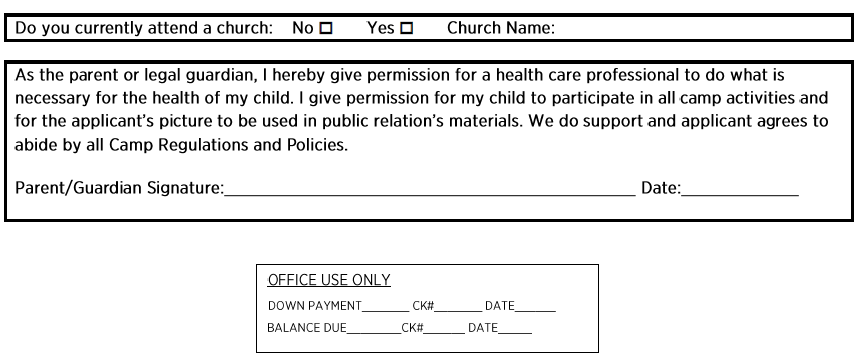 Do you currently attend a church: No □ Yes □ Church Name:
As the parent or legal guardian, I hereby give permission for a health care professional to do what is
necessary for the health of my child. I give permission for my child to participate in all camp activities and
for the applicant's picture to be used in public relation's materials. We do support and applicant agrees to
abide by all Camp Regulations and Policies.
Parent/Guardian Signature:____________________ Date:____________
OFFICE USE ONLY
DOWN PAYMENT_______ CK#_______ DATE______
BALANCE DUE________CK#______ DATE_____